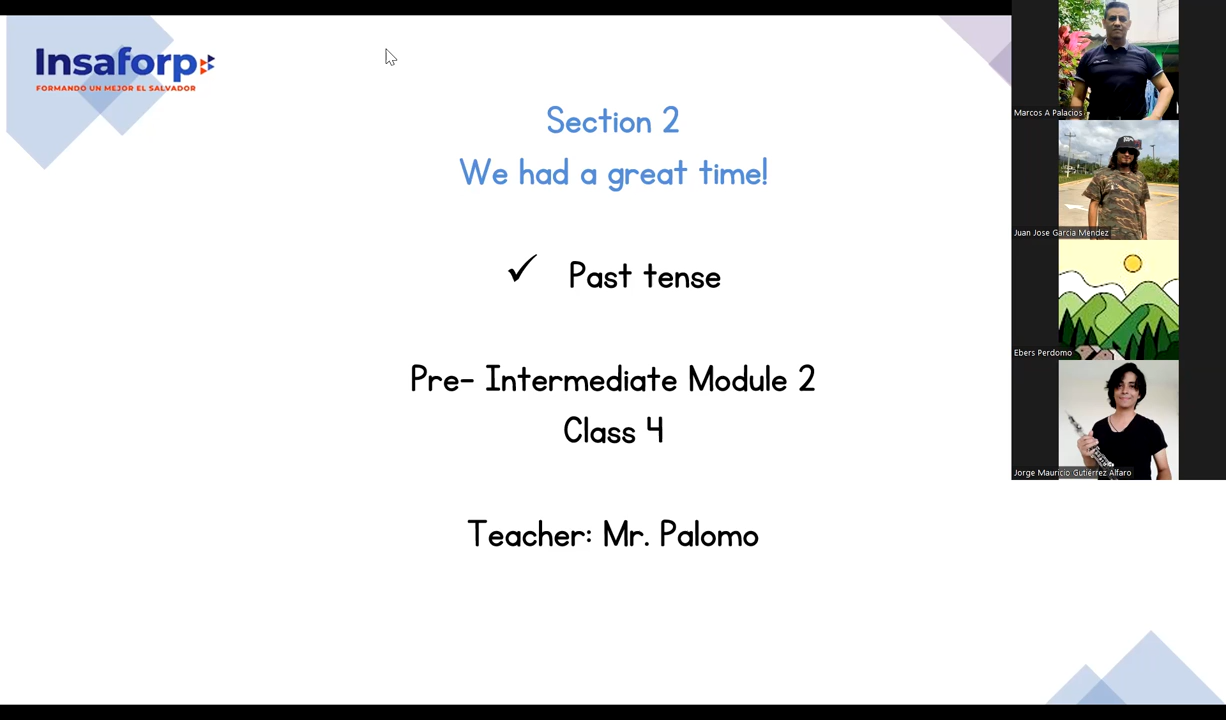 Insaforp
FORMANDO UN MEJOR EL SALVADOR
Section 2
We had a great time!
✓ Past tense
Pre- Intermediate Module 2
Class 4
Teacher: Mr. Palomo
Marcos A Palacios
Juan Jose Garcia Mendez
Ebers Perdomo
Jorge Mauricio Gutiérrez Alfaro